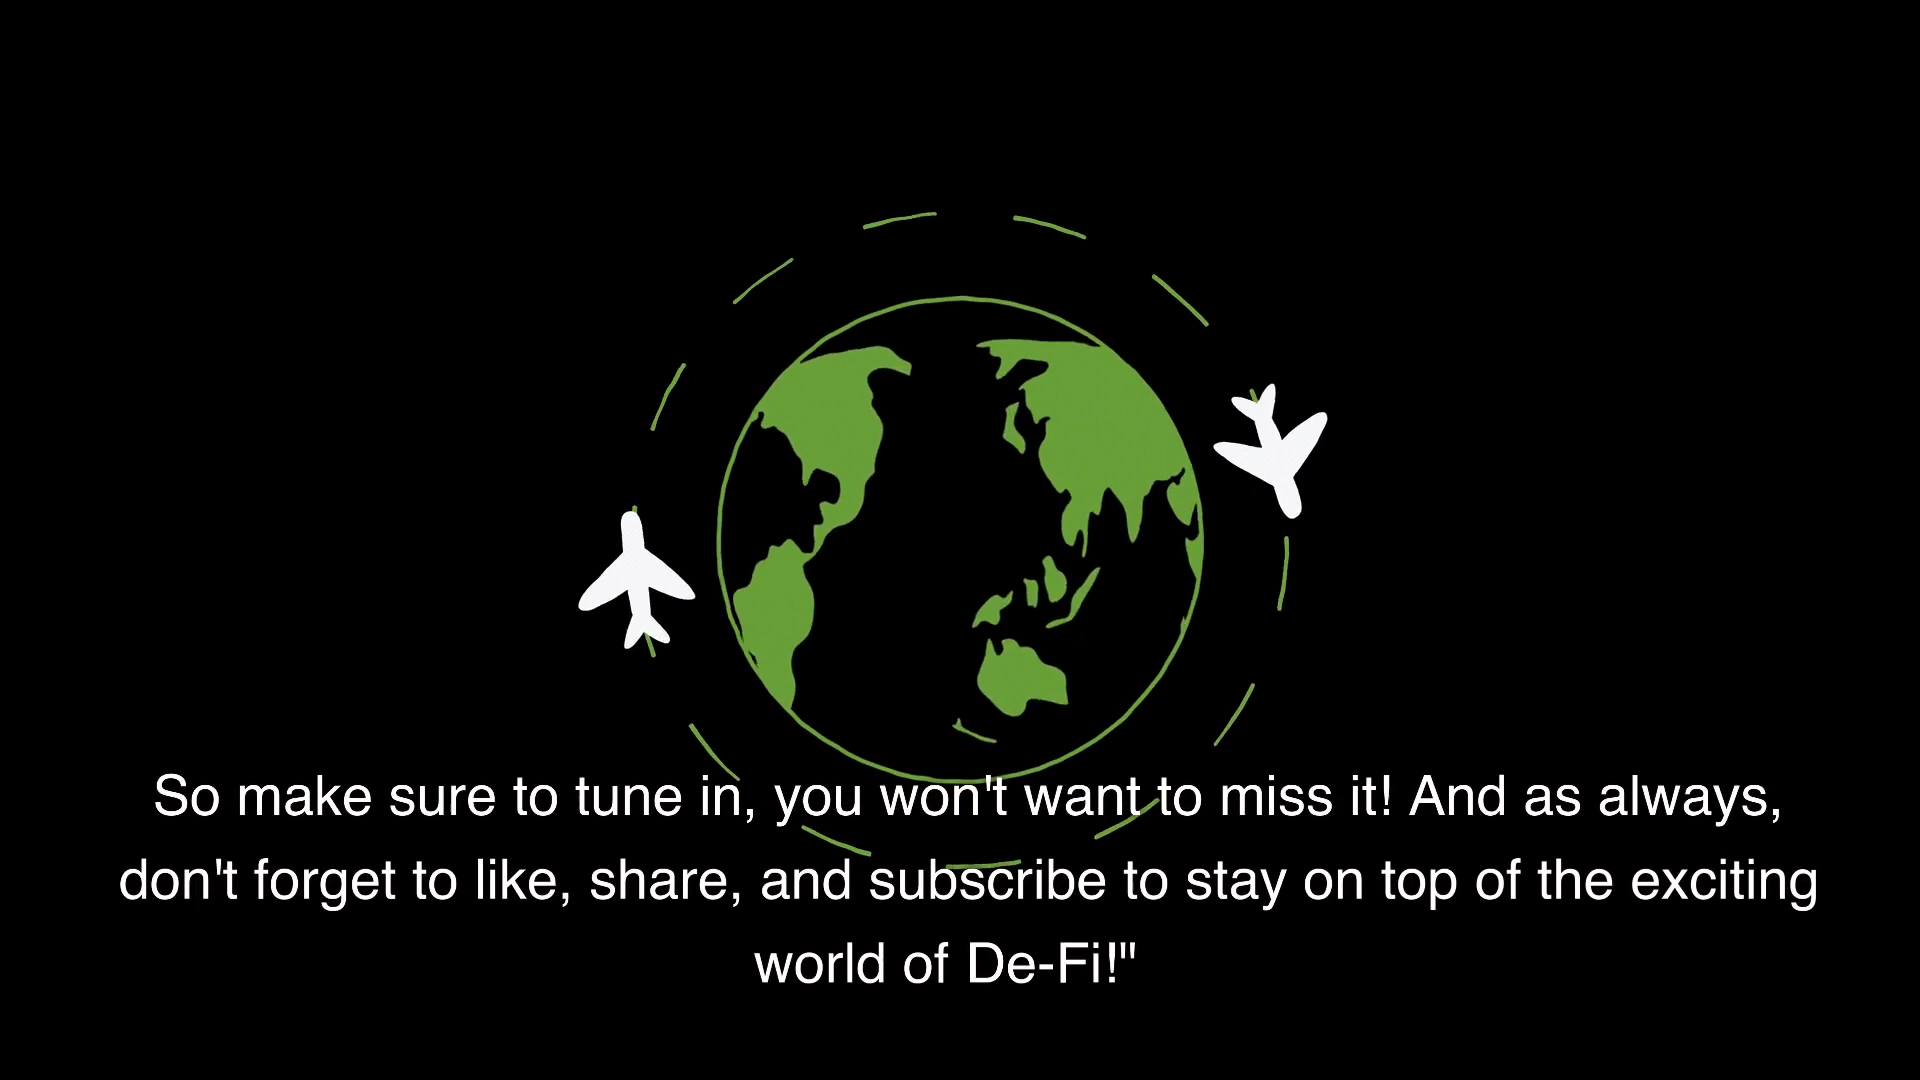 So make sure to tune in, you won't want to miss it! And as always,
don't forget to like, share, and subscribe to stay on top of the exciting
world of De-Fi!"